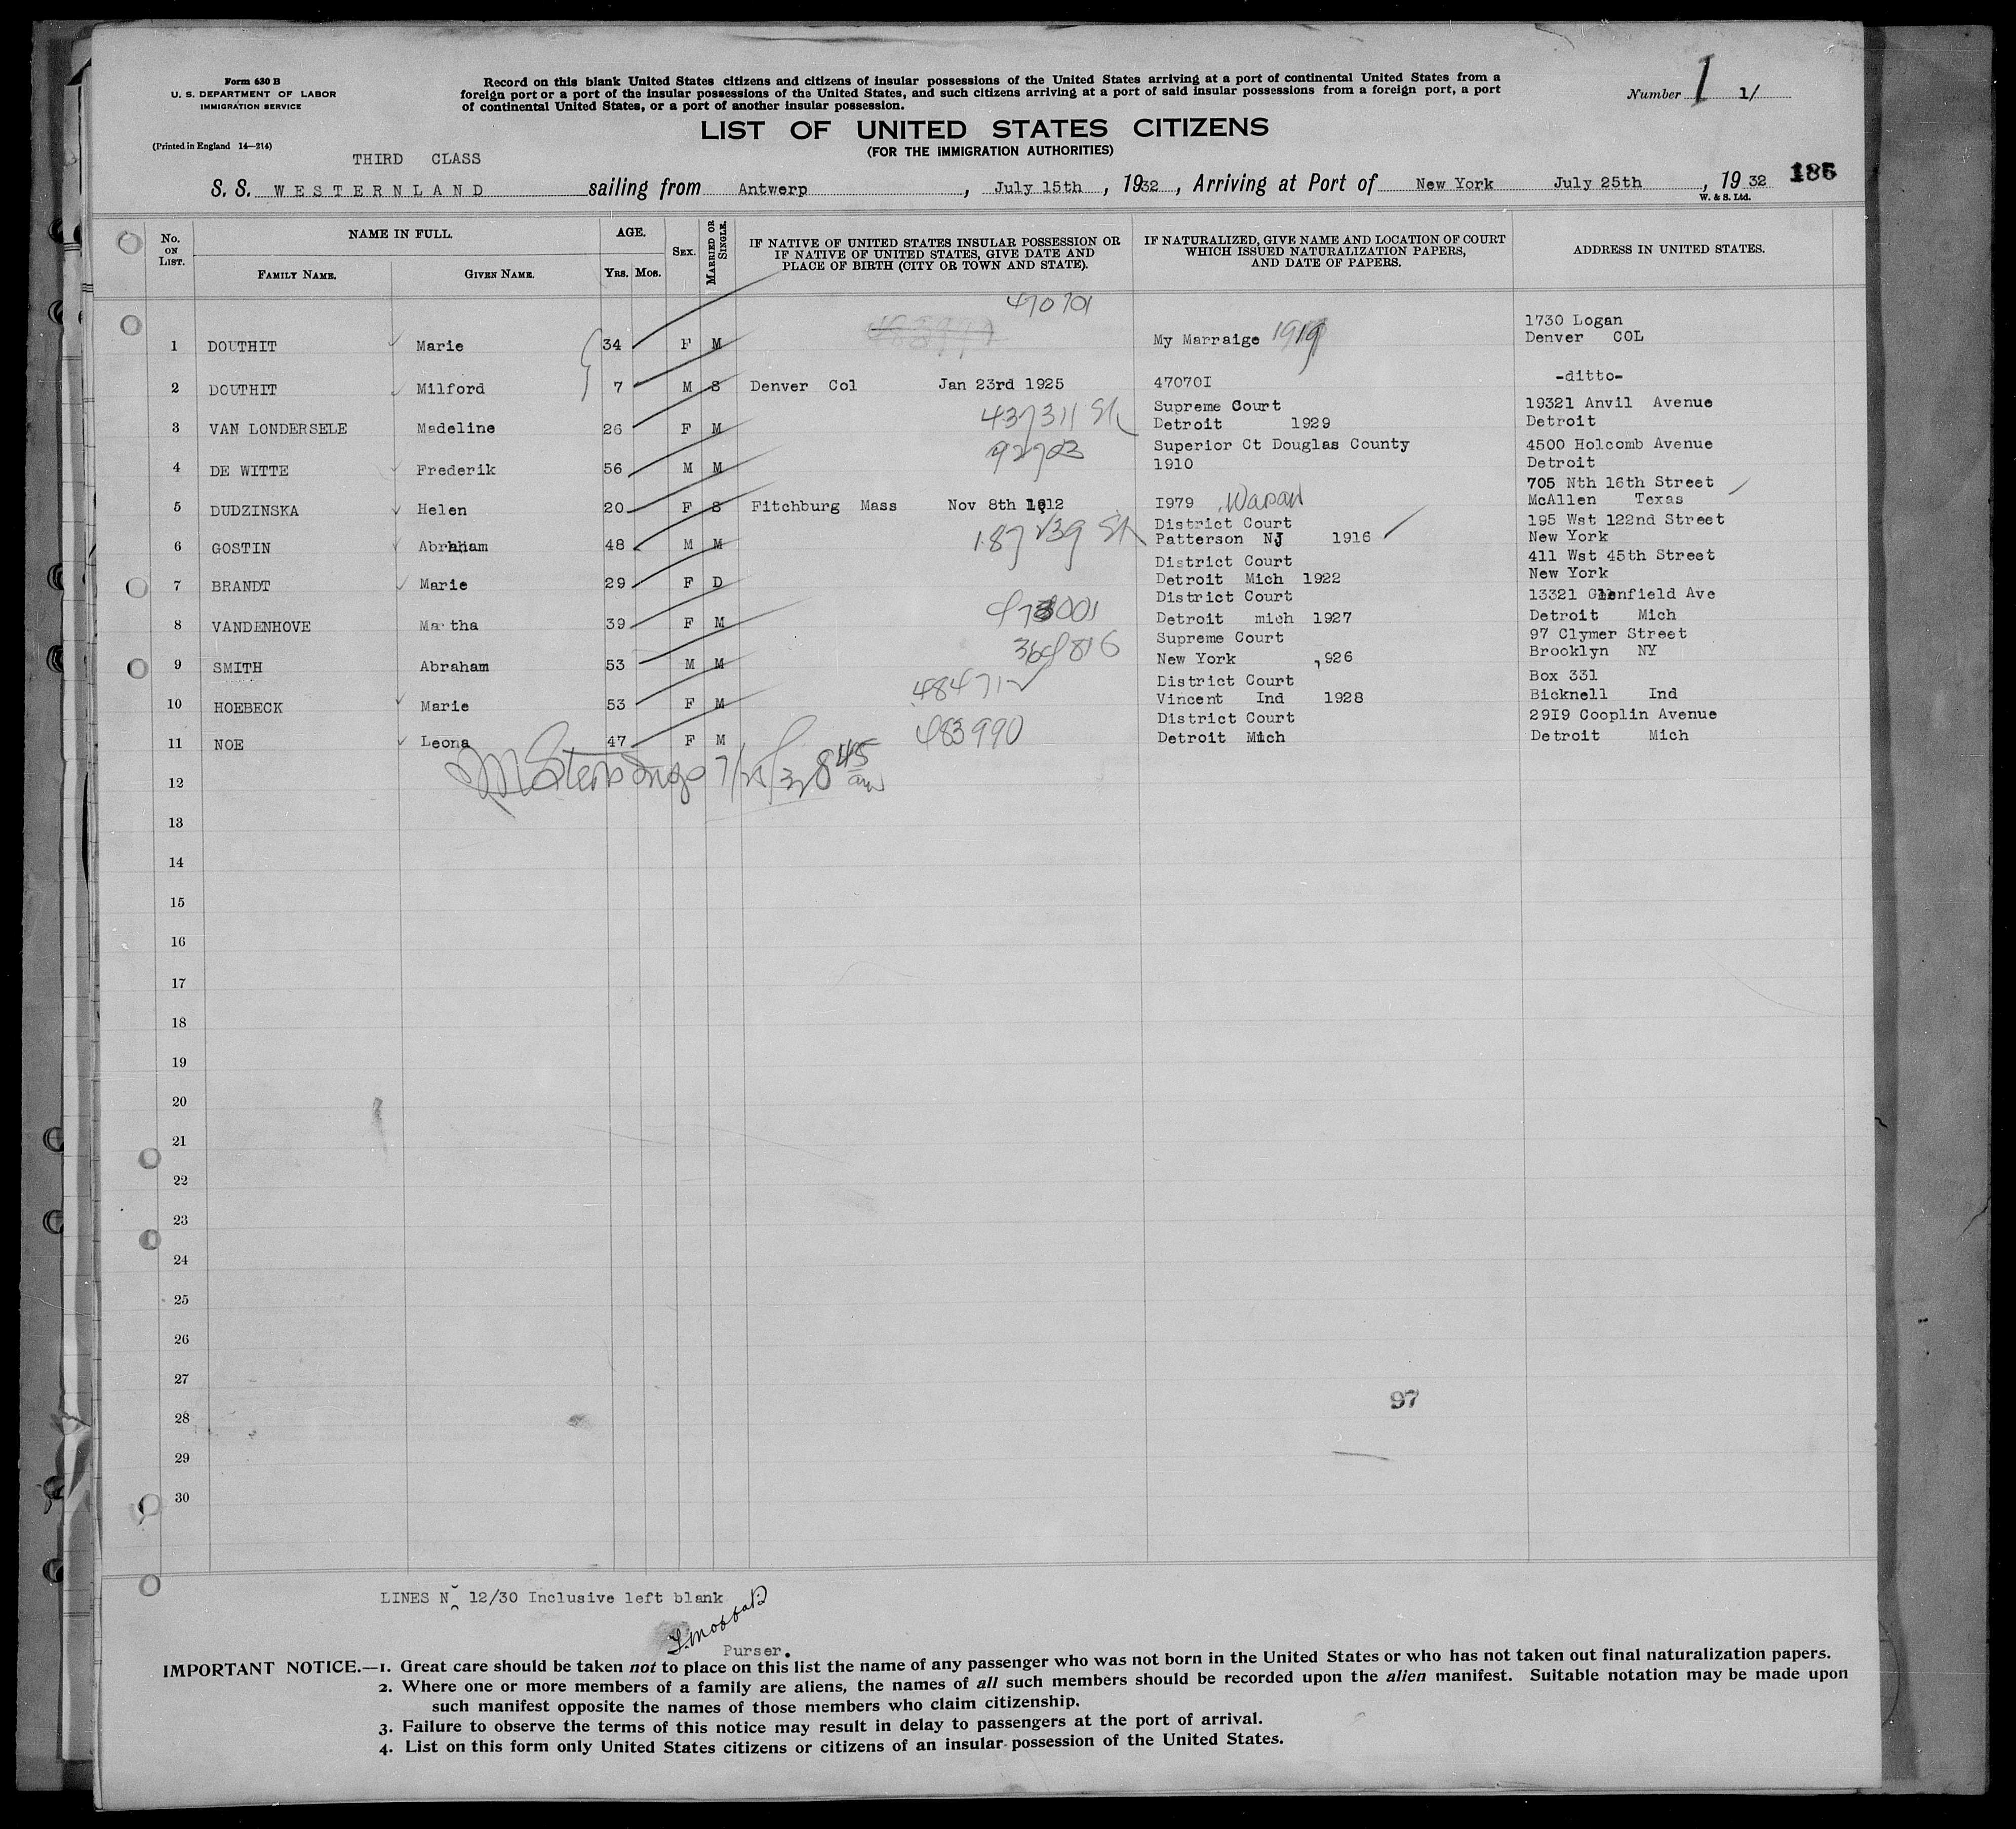 Form 630 B
U. S. DEPARTMENT OF LABOR
IMMIGRATION SERVICE
(Printed in England 14—214)
Record on this blank United States citizens and citizens of insular possessions of the United States arriving at a port of continental United States from a
foreign port or a port of the insular possessions of the United States, and such citizens arriving at a port of said insular possessions from a foreign port, a port
of continental United States, or a port of another insular possession.
Number 1 1/
LIST OF UNITED STATES CITIZENS
(FOR THE IMMIGRATION AUTHORITIES)
THIRD CLASS
S. S. WESTERNLAND sailing from Antwerp, July 15th, 1932, Arriving at Port of New York July 25th, 1932
W. & S. Ltd.
186
No. ON LIST.
NAME IN FULL.
FAMILY NAME. GIVEN NAME.
AGE.
YRS. MOS.
SEX.
MARRIED OR SINGLE.
IF NATIVE OF UNITED STATES INSULAR POSSESSION OR
IF NATIVE OF UNITED STATES, GIVE DATE AND
PLACE OF BIRTH (CITY OR TOWN AND STATE).
IF NATURALIZED, GIVE NAME AND LOCATION OF COURT
WHICH ISSUED NATURALIZATION PAPERS,
AND DATE OF PAPERS.
ADDRESS IN UNITED STATES.
470701
1730 Logan
1 DOUTHIT Marie 34 F M My Marraige 1919 Denver COL
-ditto-
2 DOUTHIT Milford 7 M S Denver Col Jan 23rd 1925 47070I
437311 Supreme Court 19321 Anvil Avenue
3 VAN LONDERSELE Madeline 26 F M Detroit 1929 Detroit
92703 Superior Ct Douglas County 4500 Holcomb Avenue
4 DE WITTE Frederik 56 M M 1910 Detroit
705 Nth 16th Street
5 DUDZINSKA Helen 20 F S Fitchburg Mass Nov 8th 1912 I979 Warsaw McAllen Texas
District Court 195 Wst 122nd Street
6 GOSTIN Abraham 48 M M Patterson NJ 1916 New York
District Court 411 Wst 45th Street
7 BRANDT Marie 29 F D Detroit Mich 1922 New York
District Court 13321 Glenfield Ave
8 VANDENHOVE Ma tha 39 F M Detroit mich 1927 Detroit Mich
364816 Supreme Court 97 Clymer Street
9 SMITH Abraham 53 M M New York ,926 Brooklyn NY
484712 District Court Box 331
10 HOEBECK Marie 53 F M Vincent Ind 1928 Bicknell Ind
483990 District Court 29I9 Cooplin Avenue
11 NOE Leona 47 F M Detroit Mich Detroit Mich
845 am
12
13
14
15
16
17
18
19
20
21
22
23
24
25
26
27
97
28
29
30
LINES No 12/30 Inclusive left blank
Purser.
IMPORTANT NOTICE.—1. Great care should be taken not to place on this list the name of any passenger who was not born in the United States or who has not taken out final naturalization papers.
2. Where one or more members of a family are aliens, the names of all such members should be recorded upon the alien manifest. Suitable notation may be made upon
such manifest opposite the names of those members who claim citizenship.
3. Failure to observe the terms of this notice may result in delay to passengers at the port of arrival.
4. List on this form only United States citizens or citizens of an insular possession of the United States.